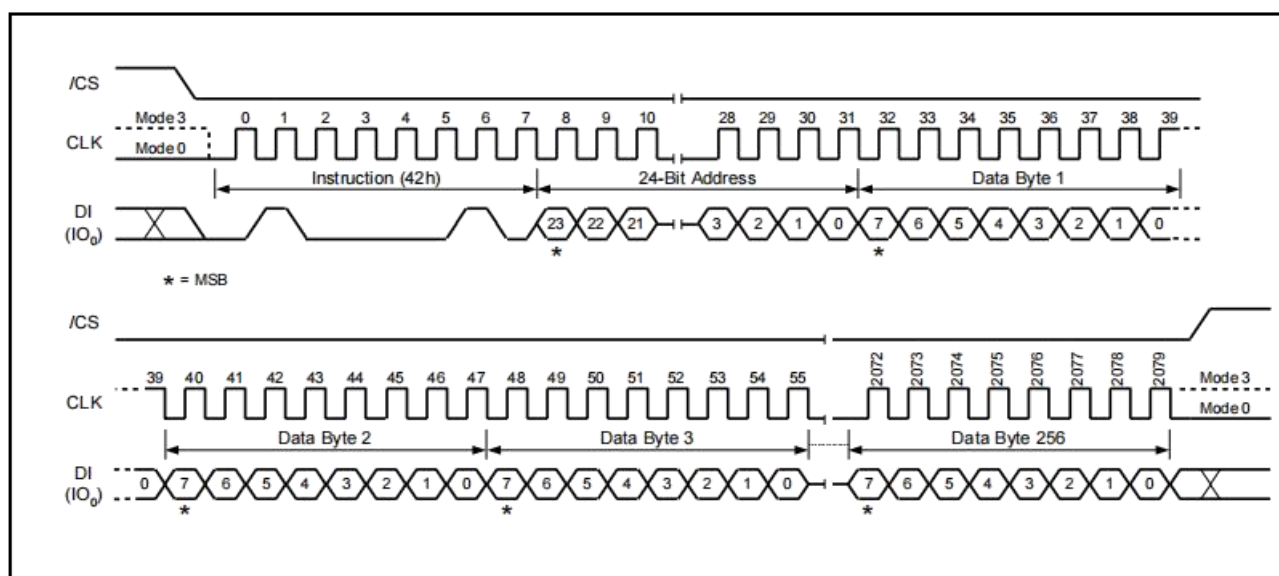 /CS
Mode 3 0 1 2 3 4 5 6 7 8 9 10 28 29 30 31 32 33 34 35 36 37 38 39
CLK
Mode 0
Instruction (42h) 24-Bit Address Data Byte 1
DI
(IO₀) 23 22 21 3 2 1 0 7 6 5 4 3 2 1 0
* *
* = MSB
/CS
39 40 41 42 43 44 45 46 47 48 49 50 51 52 53 54 55 2072 2073 2074 2075 2076 2077 2078 2079
CLK Mode 3
Mode 0
Data Byte 2 Data Byte 3 Data Byte 256
DI
(IO₀) 0 7 6 5 4 3 2 1 0 7 6 5 4 3 2 1 0 7 6 5 4 3 2 1 0
* * *